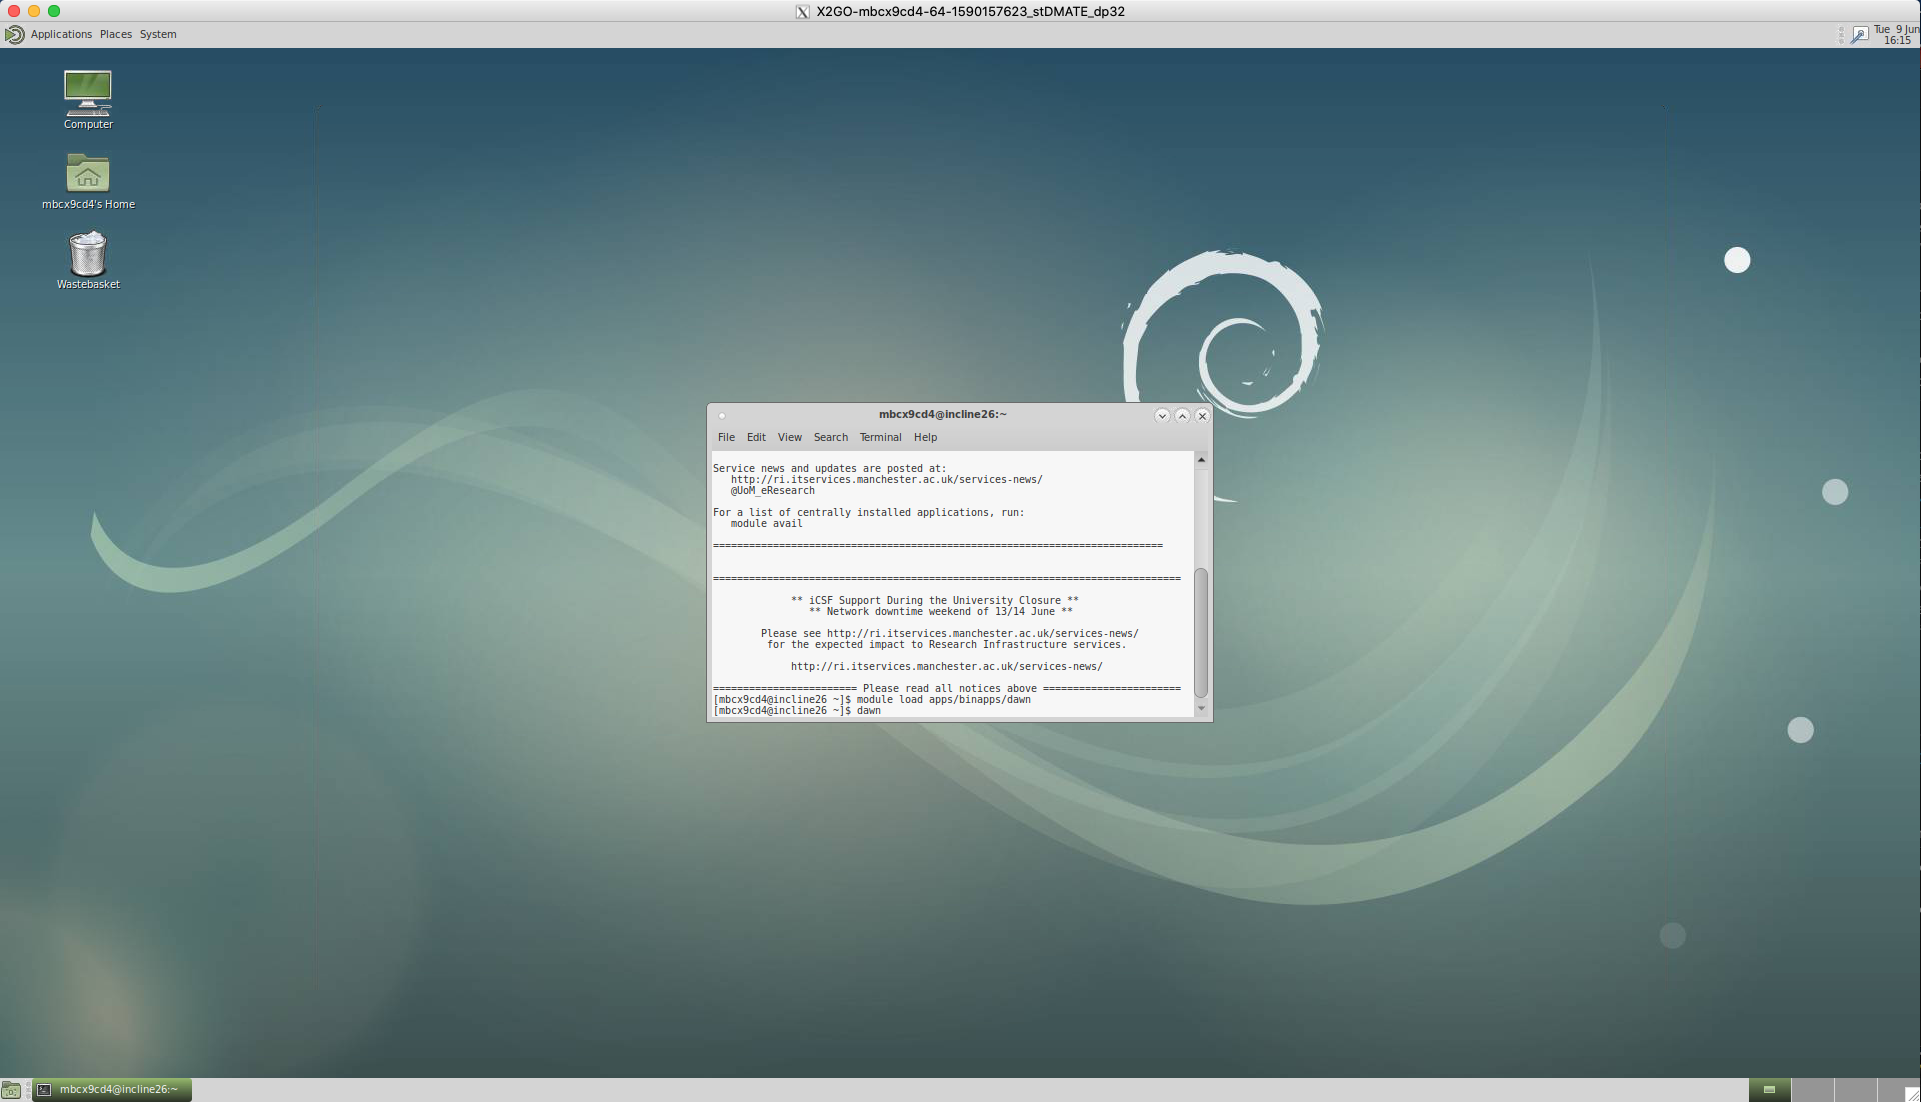 X2GO-mbcx9cd4-64-1590157623_stDMATE_dp32
Applications Places System
Tue 9 Jun
16:15
Computer
mbcx9cd4's Home
Wastebasket
mbcx9cd4@incline26:~
File Edit View Search Terminal Help
Service news and updates are posted at:
http://ri.itservices.manchester.ac.uk/services-news/
@UoM_eResearch
For a list of centrally installed applications, run:
module avail
===========================================================================
==============================================================================
** iCSF Support During the University Closure **
** Network downtime weekend of 13/14 June **
Please see http://ri.itservices.manchester.ac.uk/services-news/
for the expected impact to Research Infrastructure services.
http://ri.itservices.manchester.ac.uk/services-news/
======================== Please read all notices above =======================
[mbcx9cd4@incline26 ~]$ module load apps/binapps/dawn
[mbcx9cd4@incline26 ~]$ dawn
mbcx9cd4@incline26:~